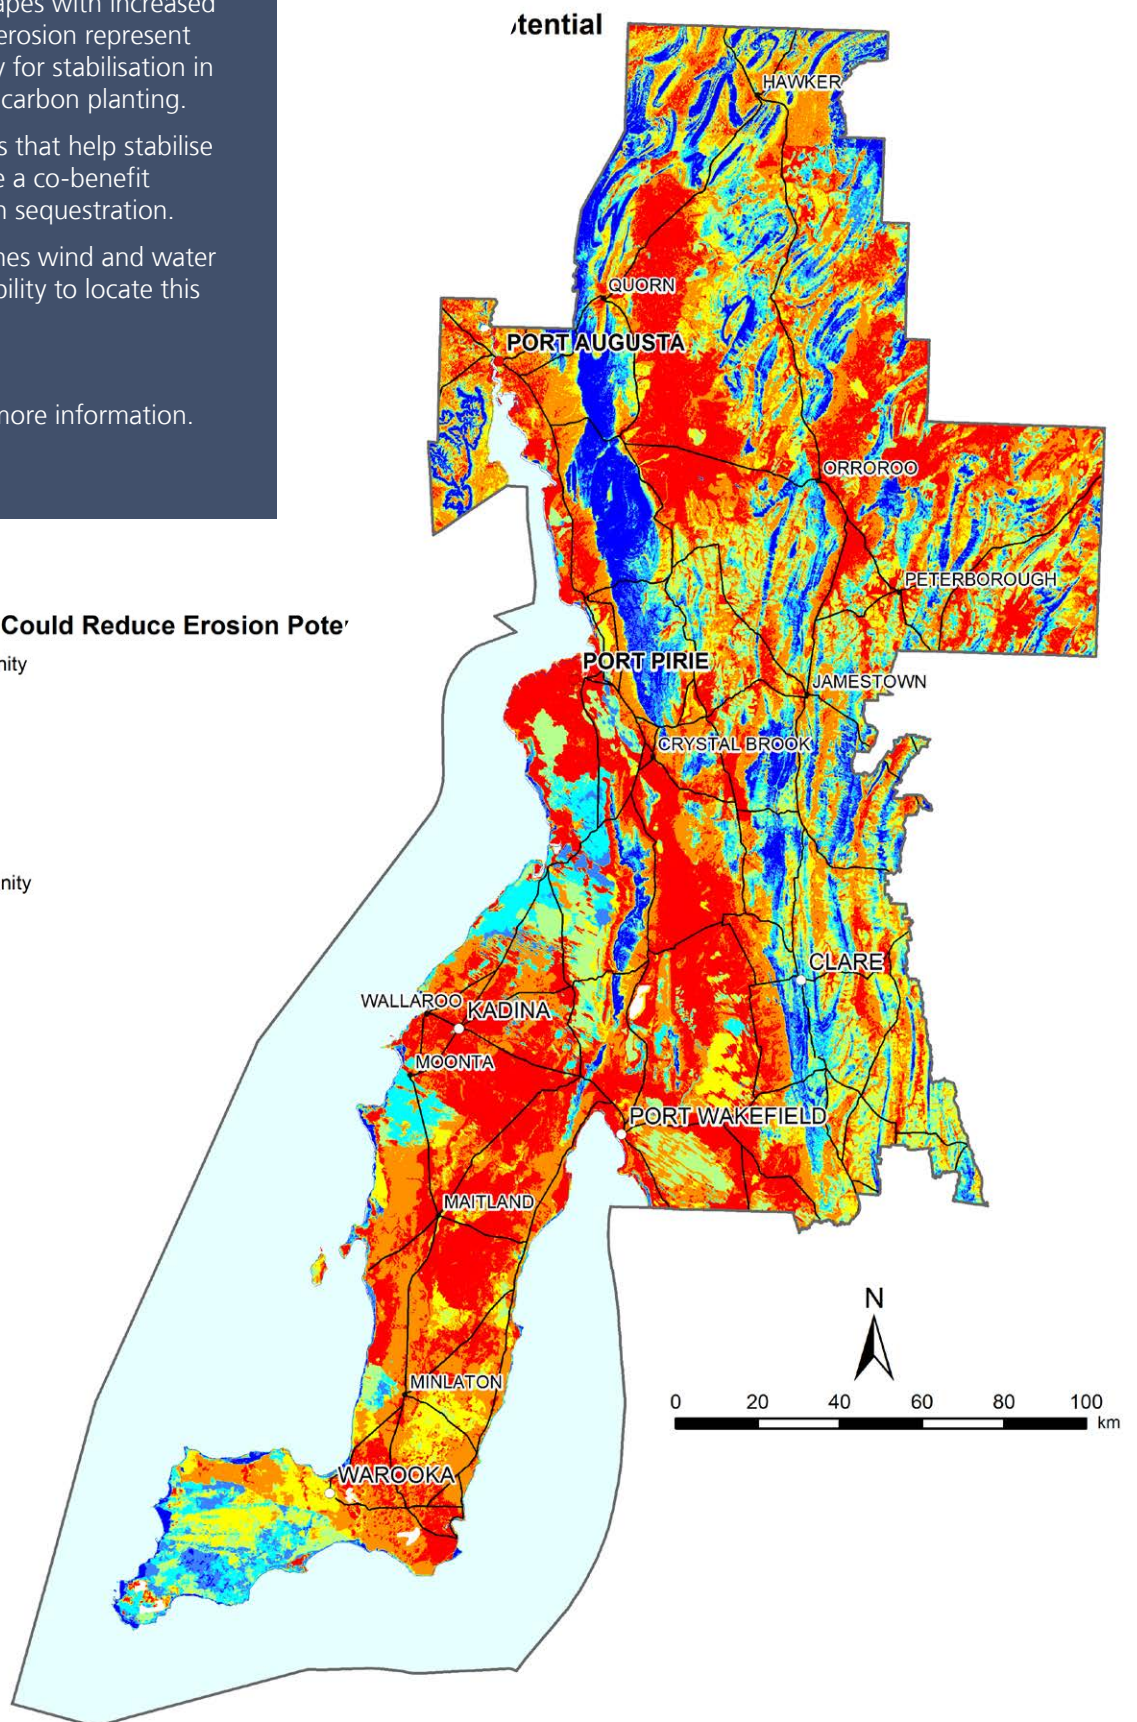 apes with increased
erosion represent
y for stabilisation in
carbon planting.
s that help stabilise
e a co-benefit
n sequestration.
nes wind and water
bility to locate this
more information.
tential
HAWKER
QUORN
PORT AUGUSTA
ORROROO
PETERBOROUGH
Could Reduce Erosion Pote
nity
PORT PIRIE
JAMESTOWN
CRYSTAL BROOK
nity
CLARE
WALLAROO
KADINA
MOONTA
PORT WAKEFIELD
MAITLAND
N
MINLATON
0 20 40 60 80 100
km
WAROOKA